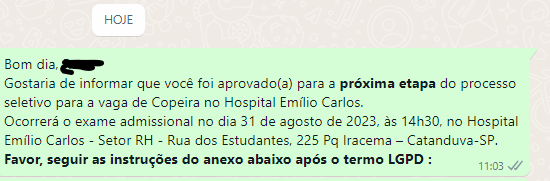 HOJE
Bom dia,
Gostaria de informar que você foi aprovado(a) para a próxima etapa do processo
seletivo para a vaga de Copeira no Hospital Emílio Carlos.
Ocorrerá o exame admissional no dia 31 de agosto de 2023, às 14h30, no Hospital
Emílio Carlos - Setor RH - Rua dos Estudantes, 225 Pq Iracema – Catanduva-SP.
Favor, seguir as instruções do anexo abaixo após o termo LGPD :
11:03